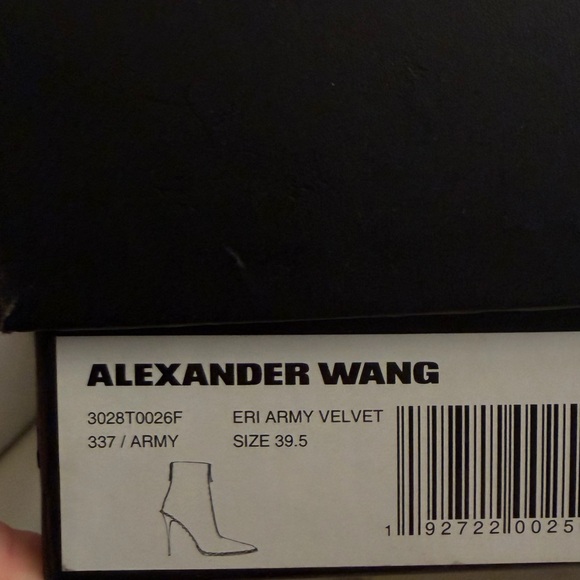 ALEXANDER WANG
3028T0026F ERI ARMY VELVET
337 / ARMY SIZE 39.5
1 92722 0025